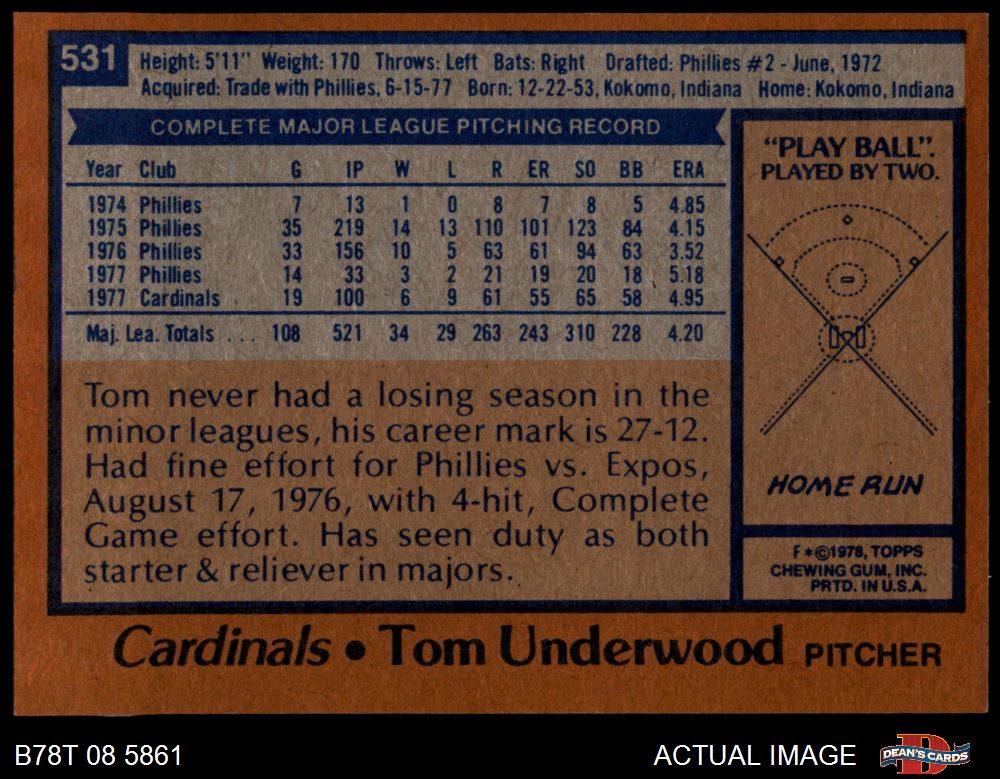 531
Height: 5'11" Weight: 170 Throws: Left Bats: Right Drafted: Phillies #2 - June, 1972
Acquired: Trade with Phillies, 6-15-77 Born: 12-22-53, Kokomo, Indiana Home: Kokomo, Indiana
COMPLETE MAJOR LEAGUE PITCHING RECORD
Year Club G IP W L R ER SO BB ERA
1974 Phillies 7 13 1 0 8 7 8 5 4.85
1975 Phillies 35 219 14 13 110 101 123 84 4.15
1976 Phillies 33 156 10 5 63 61 94 63 3.52
1977 Phillies 14 33 3 2 21 19 20 18 5.18
1977 Cardinals 19 100 6 9 61 55 65 58 4.95
Maj. Lea. Totals . . . 108 521 34 29 263 243 310 228 4.20
Tom never had a losing season in the
minor leagues, his career mark is 27-12.
Had fine effort for Phillies vs. Expos,
August 17, 1976, with 4-hit, Complete
Game effort. Has seen duty as both
starter & reliever in majors.
"PLAY BALL".
PLAYED BY TWO.
HOME RUN
F*©1978, TOPPS
CHEWING GUM, INC.
PRTD. IN U.S.A.
Cardinals • Tom Underwood PITCHER
B78T 08 5861
ACTUAL IMAGE
DEAN'S CARDS